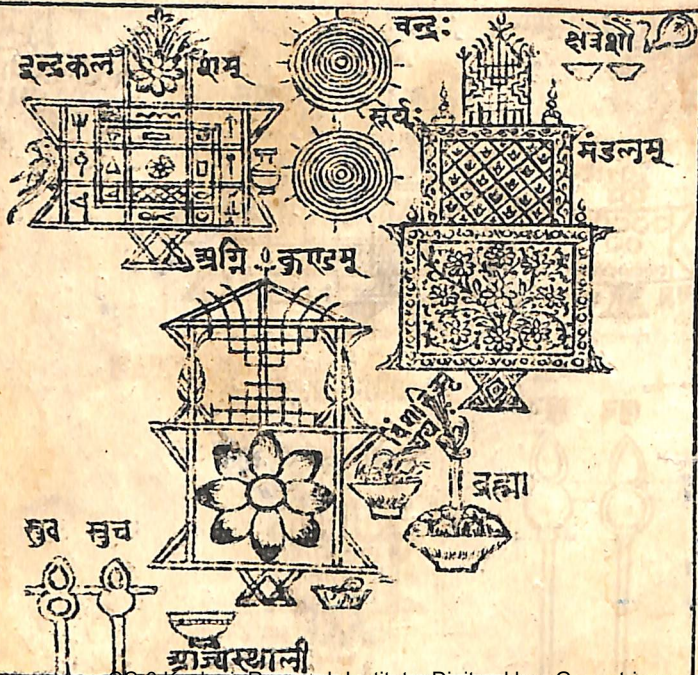 इन्द्रकलशम्
चन्द्रः
क्षेत्रेशो
सूर्यः
मंडलम्
अग्निकुण्डम्
ब्रह्मा
स्रुव स्रुच
आज्यस्थाली